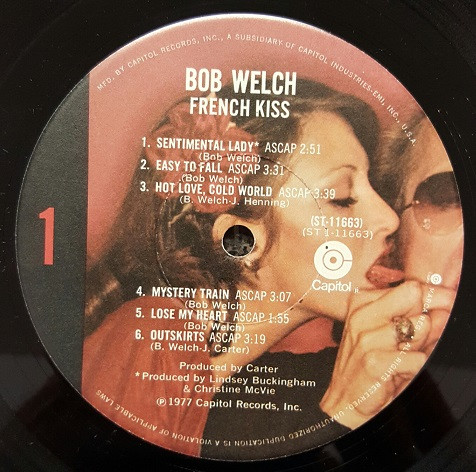 MFD. BY CAPITOL RECORDS, INC., A SUBSIDIARY OF CAPITOL INDUSTRIES-EMI, INC., U.S.A.
BOB WELCH
FRENCH KISS
1. SENTIMENTAL LADY* ASCAP 2:51
(Bob Welch)
2. EASY TO FALL ASCAP 3:31
(Bob Welch)
3. HOT LOVE, COLD WORLD ASCAP 3:39
(B. Welch-J. Henning)
1
(ST-11663)
(ST 1-11663)
Capitol
4. MYSTERY TRAIN ASCAP 3:07
(Bob Welch)
5. LOSE MY HEART ASCAP 1:55
(Bob Welch)
6. OUTSKIRTS ASCAP 3:19
(B. Welch-J. Carter)
Produced by Carter
*Produced by Lindsey Buckingham
& Christine McVie
℗ 1977 Capitol Records, Inc.
RIGHTS RESERVED. UNAUTHORIZED DUPLICATION IS A VIOLATION OF APPLICABLE LAWS